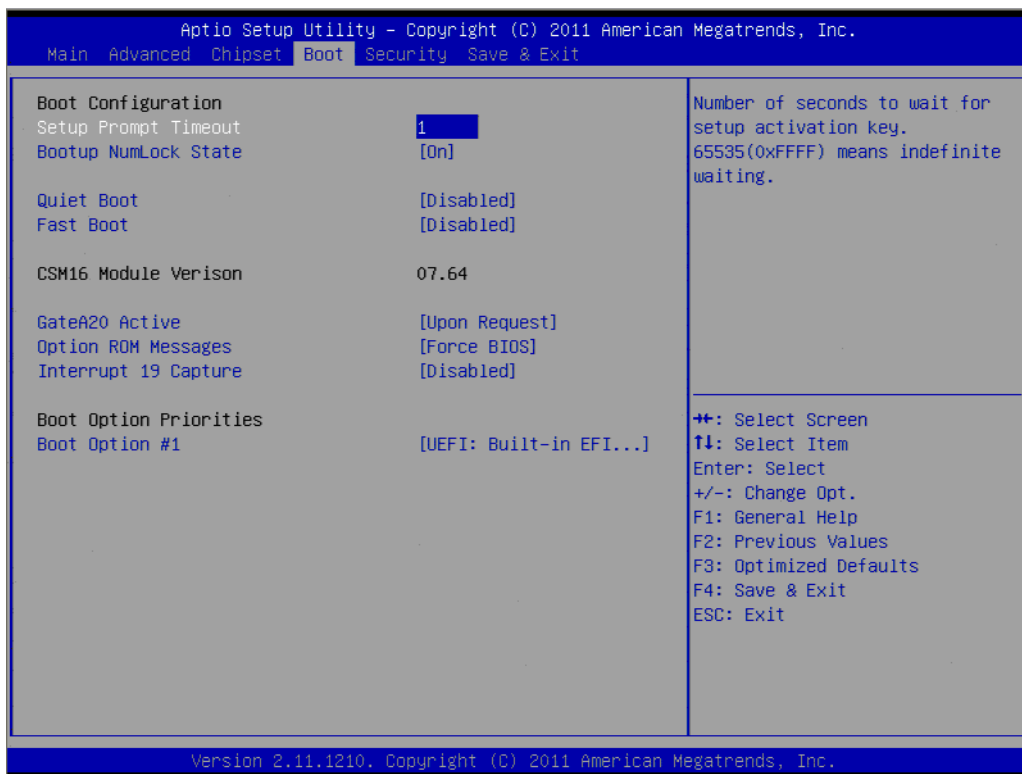 Aptio Setup Utility – Copyright (C) 2011 American Megatrends, Inc.
Main Advanced Chipset Boot Security Save & Exit
Boot Configuration
Setup Prompt Timeout 1
Bootup NumLock State [On]
Quiet Boot [Disabled]
Fast Boot [Disabled]
CSM16 Module Verison 07.64
GateA20 Active [Upon Request]
Option ROM Messages [Force BIOS]
Interrupt 19 Capture [Disabled]
Boot Option Priorities
Boot Option #1 [UEFI: Built-in EFI...]
Number of seconds to wait for
setup activation key.
65535(0xFFFF) means indefinite
waiting.
→←: Select Screen
↑↓: Select Item
Enter: Select
+/-: Change Opt.
F1: General Help
F2: Previous Values
F3: Optimized Defaults
F4: Save & Exit
ESC: Exit
Version 2.11.1210. Copyright (C) 2011 American Megatrends, Inc.